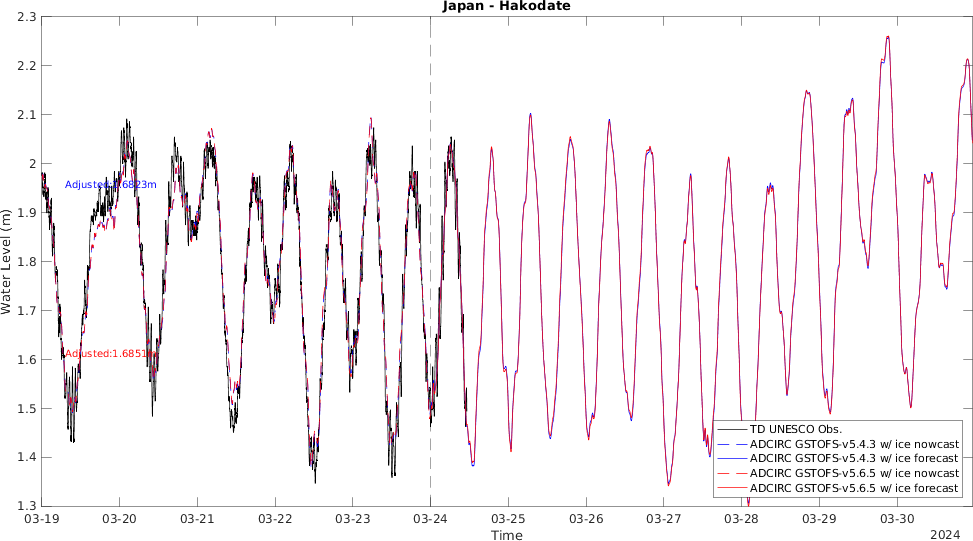 Japan - Hakodate
2.3
2.2
2.1
2
1.9
1.8
1.7
1.6
1.5
1.4
1.3
Water Level (m)
Adjusted:1.6823m
Adjusted:1.6851m
TD UNESCO Obs.
ADCIRC GSTOFS-v5.4.3 w/ ice nowcast
ADCIRC GSTOFS-v5.4.3 w/ ice forecast
ADCIRC GSTOFS-v5.6.5 w/ ice nowcast
ADCIRC GSTOFS-v5.6.5 w/ ice forecast
03-19 03-20 03-21 03-22 03-23 03-24 03-25 03-26 03-27 03-28 03-29 03-30
Time
2024